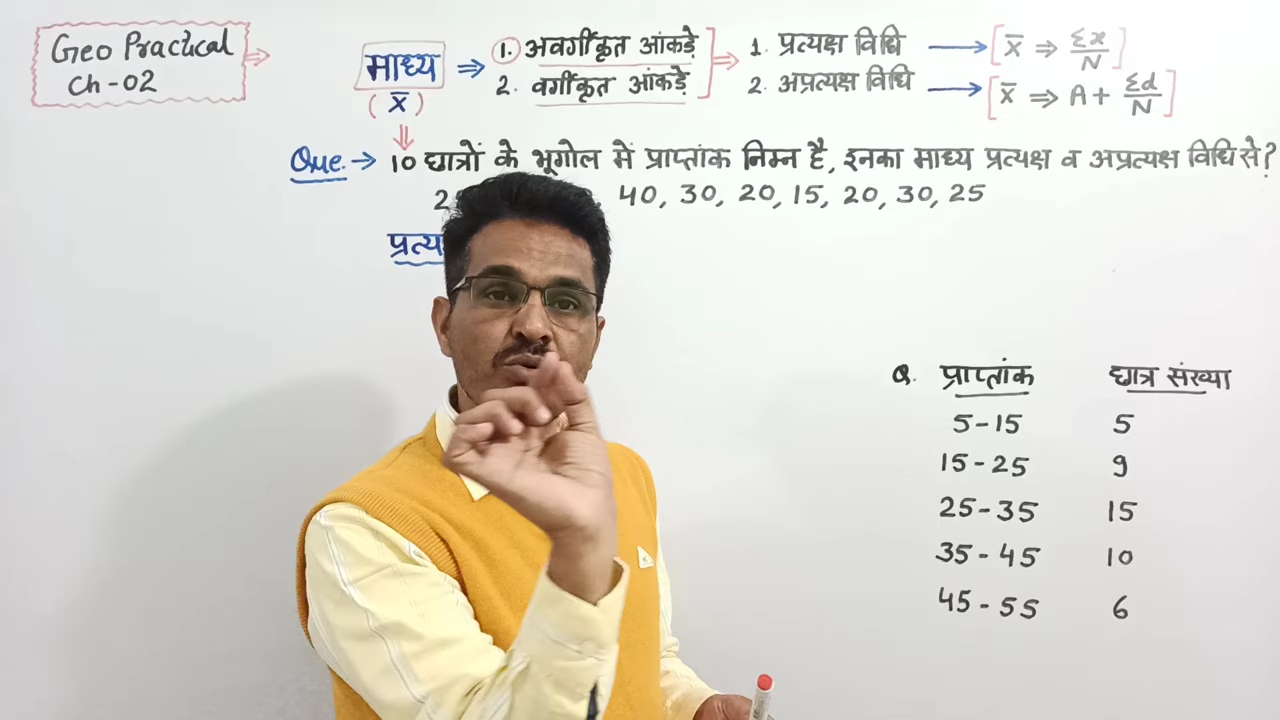 Geo Practical
Ch-02
माध्य
(x̄)
⇒ 1. अवर्गीकृत आंकड़े
2. वर्गीकृत आंकड़े
⇒ 1. प्रत्यक्ष विधि → [x̄ ⇒ Σx/N]
2. अप्रत्यक्ष विधि → [x̄ ⇒ A + Σd/N]
Que. → 10 छात्रों के भूगोल में प्राप्तांक निम्न है, इनका माध्य प्रत्यक्ष व अप्रत्यक्ष विधि से?
40, 30, 20, 15, 20, 30, 25
Q. प्राप्तांक छात्र संख्या
5-15 5
15-25 9
25-35 15
35-45 10
45-55 6